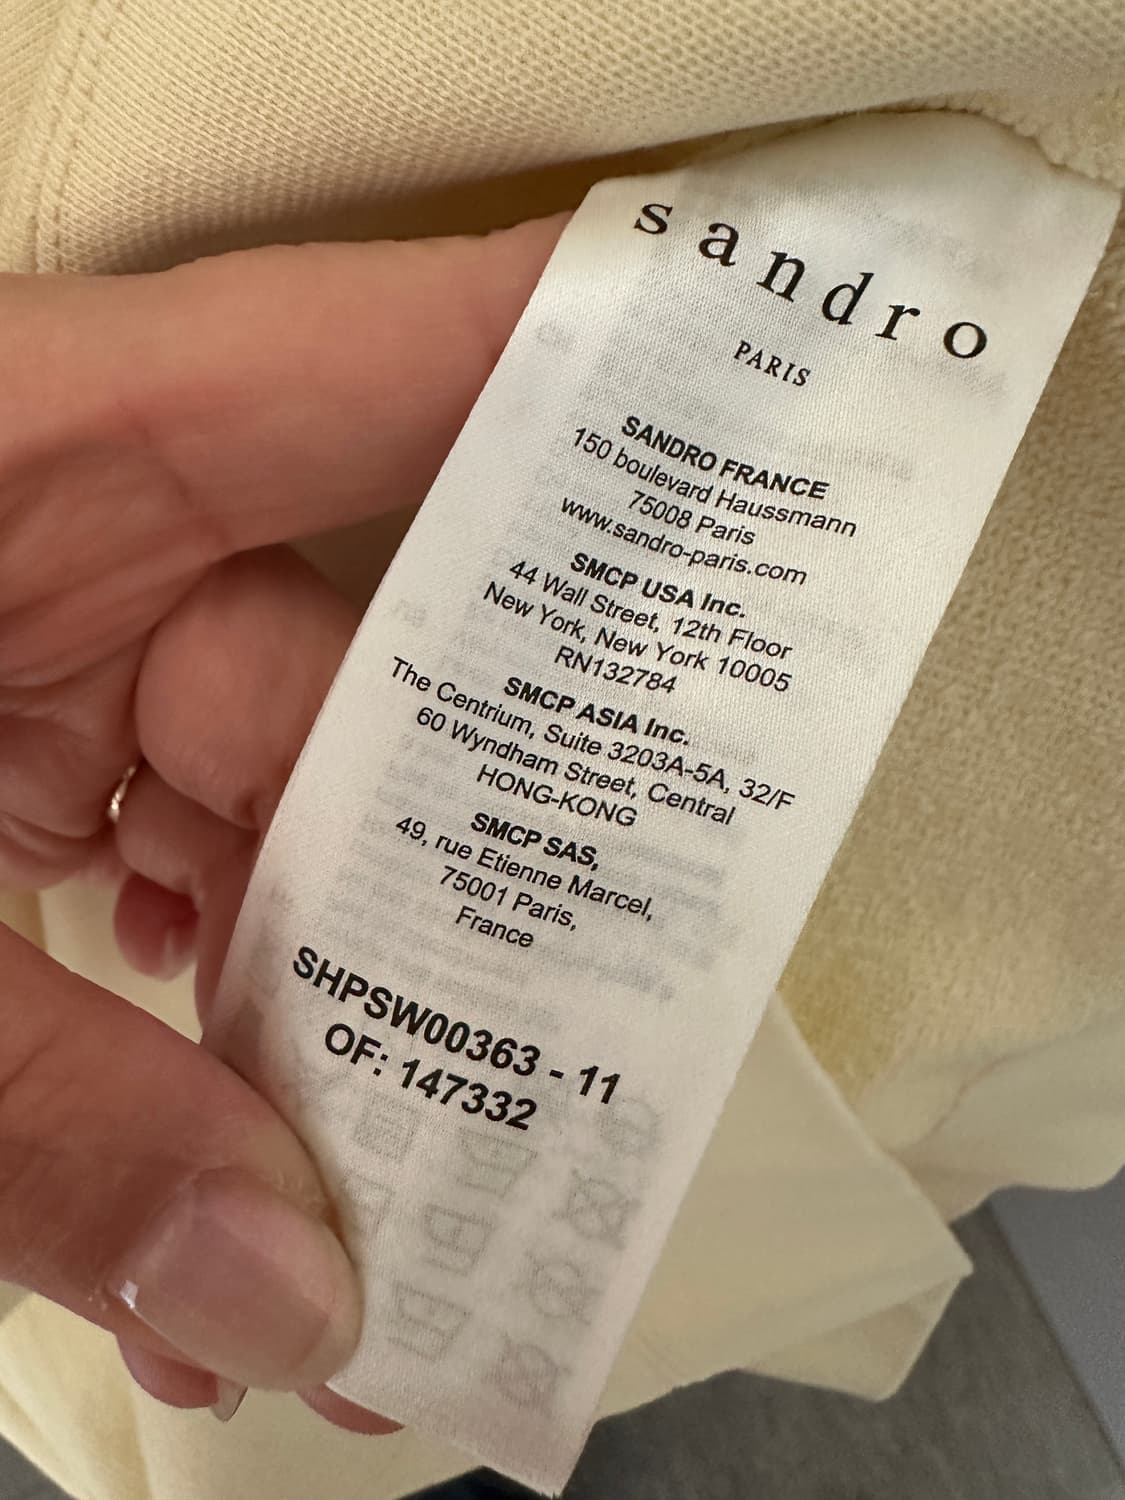 sandro
PARIS
SANDRO FRANCE
150 boulevard Haussmann
75008 Paris
www.sandro-paris.com
SMCP USA Inc.
44 Wall Street, 12th Floor
New York, New York 10005
RN132784
SMCP ASIA Inc.
The Centrium, Suite 3203A-5A, 32/F
60 Wyndham Street, Central
HONG-KONG
SMCP SAS,
49, rue Etienne Marcel,
75001 Paris,
France
SHPSW00363 - 11
OF: 147332